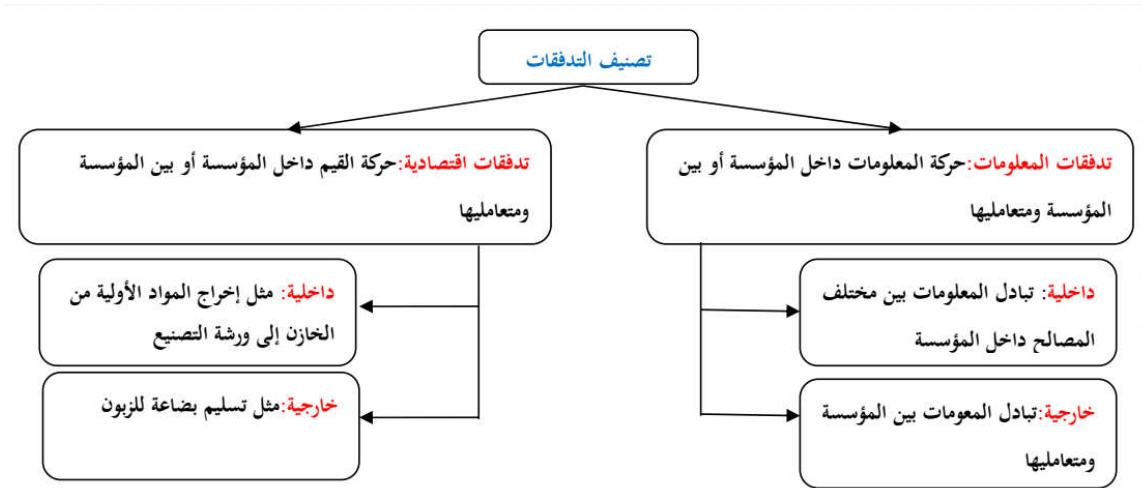 تصنيف التدفقات
تدفقات المعلومات:حركة المعلومات داخل المؤسسة أو بين
المؤسسة ومتعامليها
داخلية: تبادل المعلومات بين مختلف
المصالح داخل المؤسسة
خارجية:تبادل المعومات بين المؤسسة
ومتعامليها
تدفقات اقتصادية:حركة القيم داخل المؤسسة أو بين المؤسسة
ومتعامليها
داخلية: مثل إخراج المواد الأولية من
الخازن إلى ورشة التصنيع
خارجية:مثل تسليم بضاعة للزبون